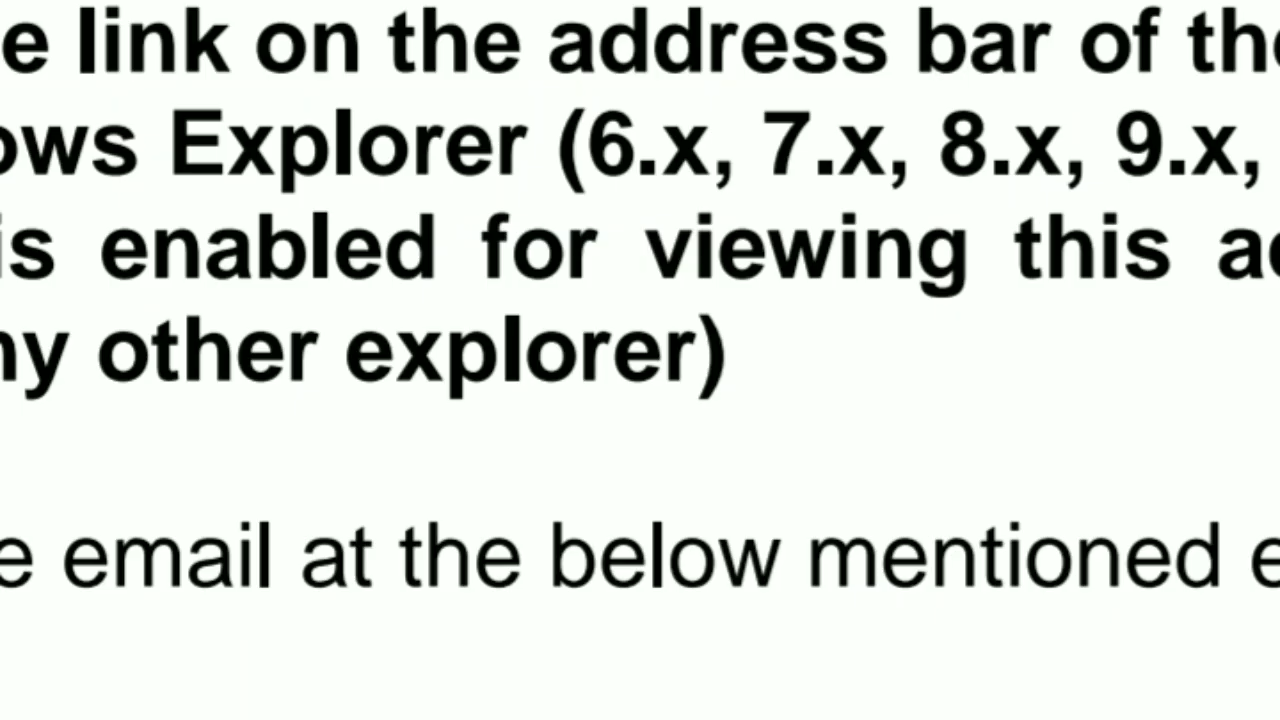 e link on the address bar of the
ows Explorer (6.x, 7.x, 8.x, 9.x,
is enabled for viewing this
ny other explorer)
e email at the below mentioned